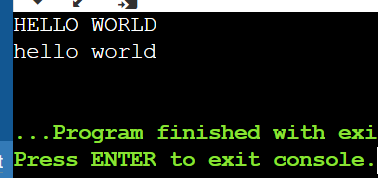 HELLO WORLD
hello world
...Program finished with exi
Press ENTER to exit console.